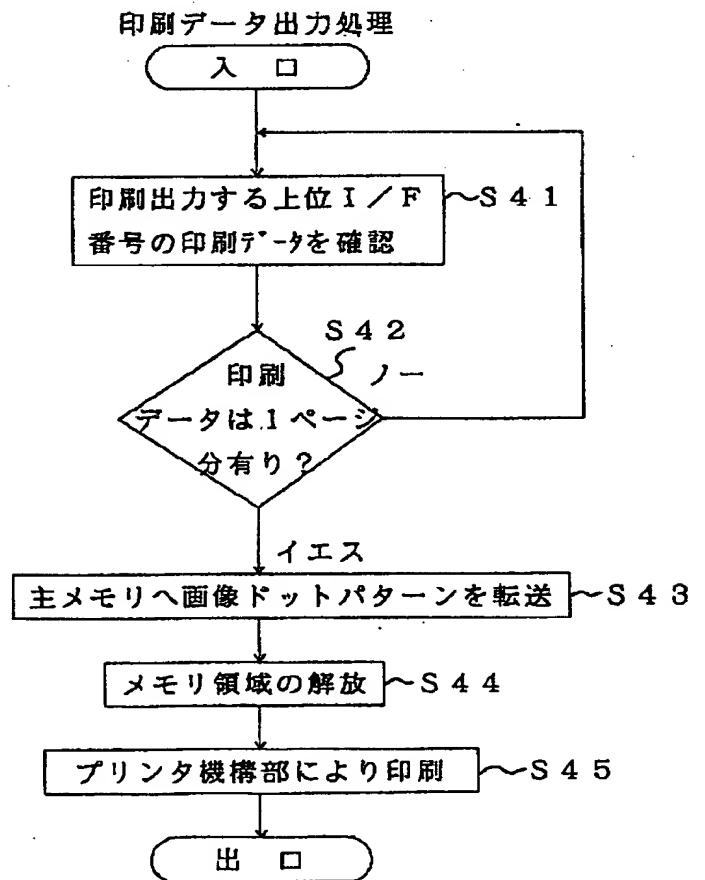 印刷データ出力処理
入 口
印刷出力する上位Ｉ／Ｆ
番号の印刷ﾃﾞｰﾀを確認
～Ｓ４１
Ｓ４２
印刷
データは１ページ
分有り？
ノー
イエス
主メモリへ画像ドットパターンを転送
～Ｓ４３
メモリ領域の解放
～Ｓ４４
プリンタ機構部により印刷
～Ｓ４５
出 口